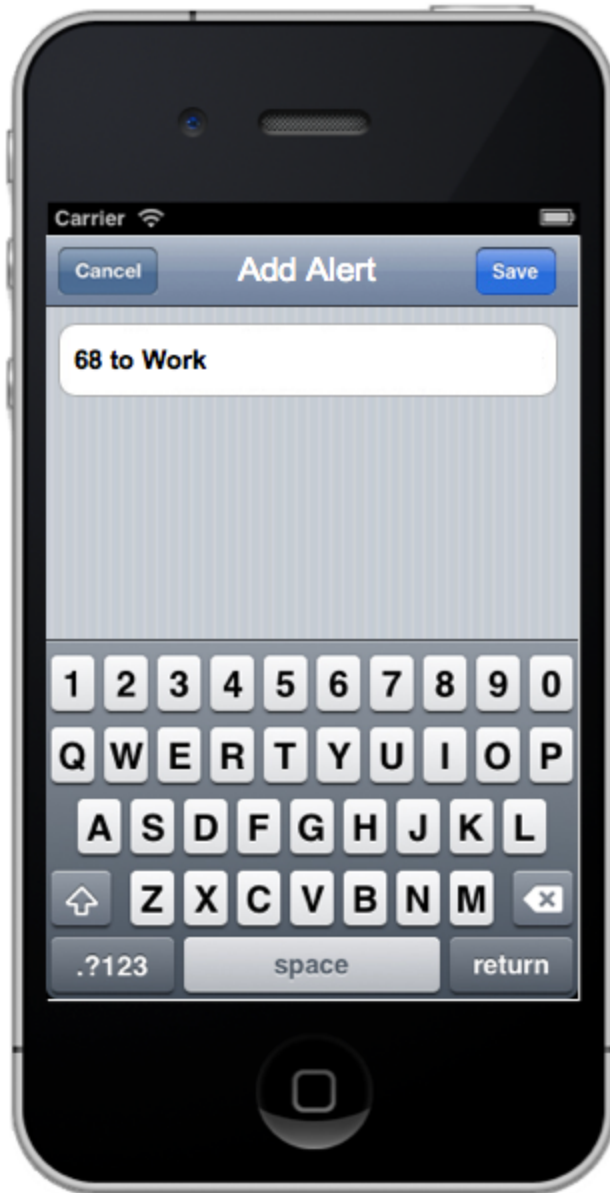 Carrier
Cancel Add Alert Save
68 to Work
1 2 3 4 5 6 7 8 9 0
Q W E R T Y U I O P
A S D F G H J K L
Z X C V B N M
.?123 space return